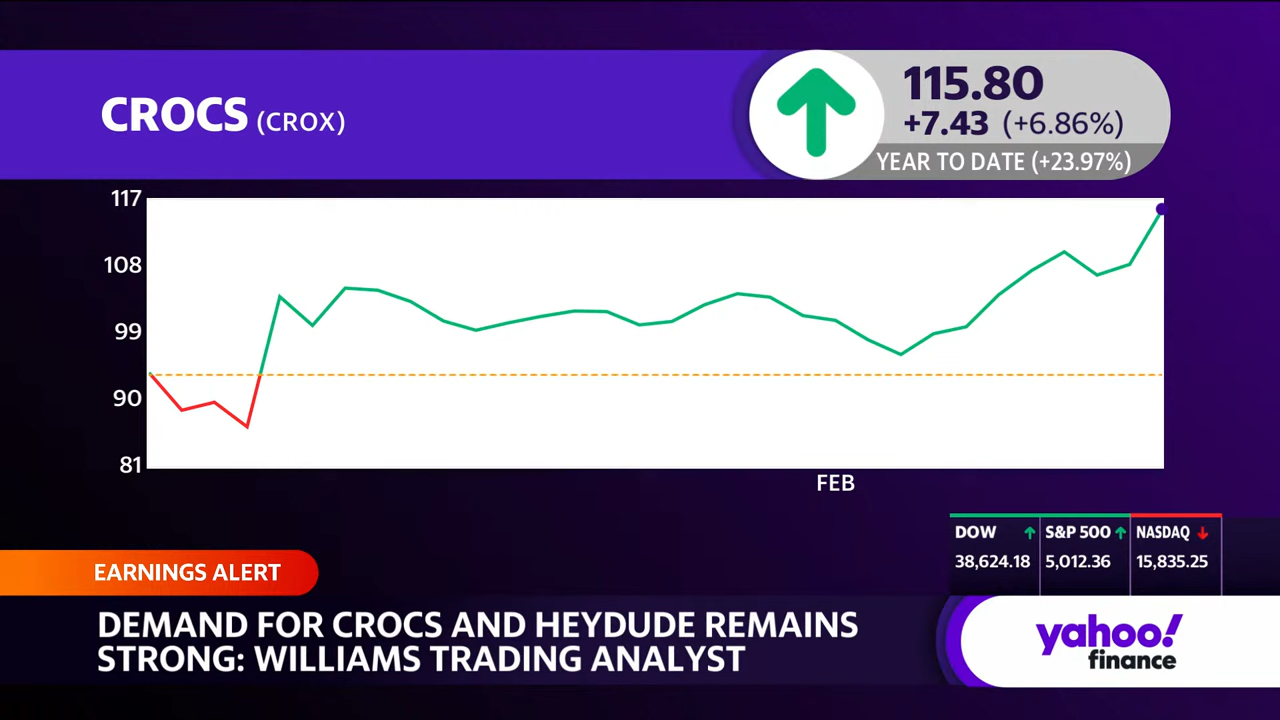 CROCS (CROX)
115.80
+7.43 (+6.86%)
YEAR TO DATE (+23.97%)
117
108
99
90
81
FEB
DOW S&P 500 NASDAQ
38,624.18 5,012.36 15,835.25
EARNINGS ALERT
DEMAND FOR CROCS AND HEYDUDE REMAINS
STRONG: WILLIAMS TRADING ANALYST
yahoo!
finance